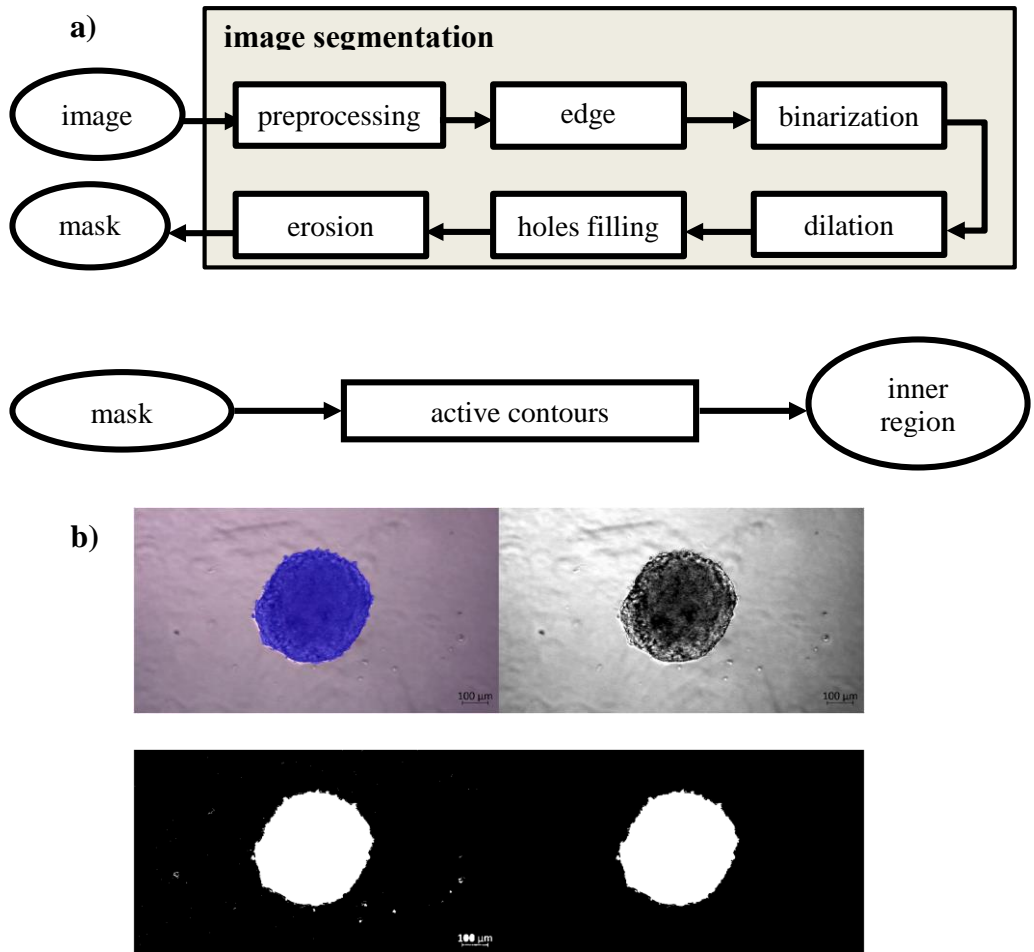 a)
image segmentation
image
preprocessing
edge
binarization
mask
erosion
holes filling
dilation
mask
active contours
inner
region
b)
100 µm
100 µm
100 µm